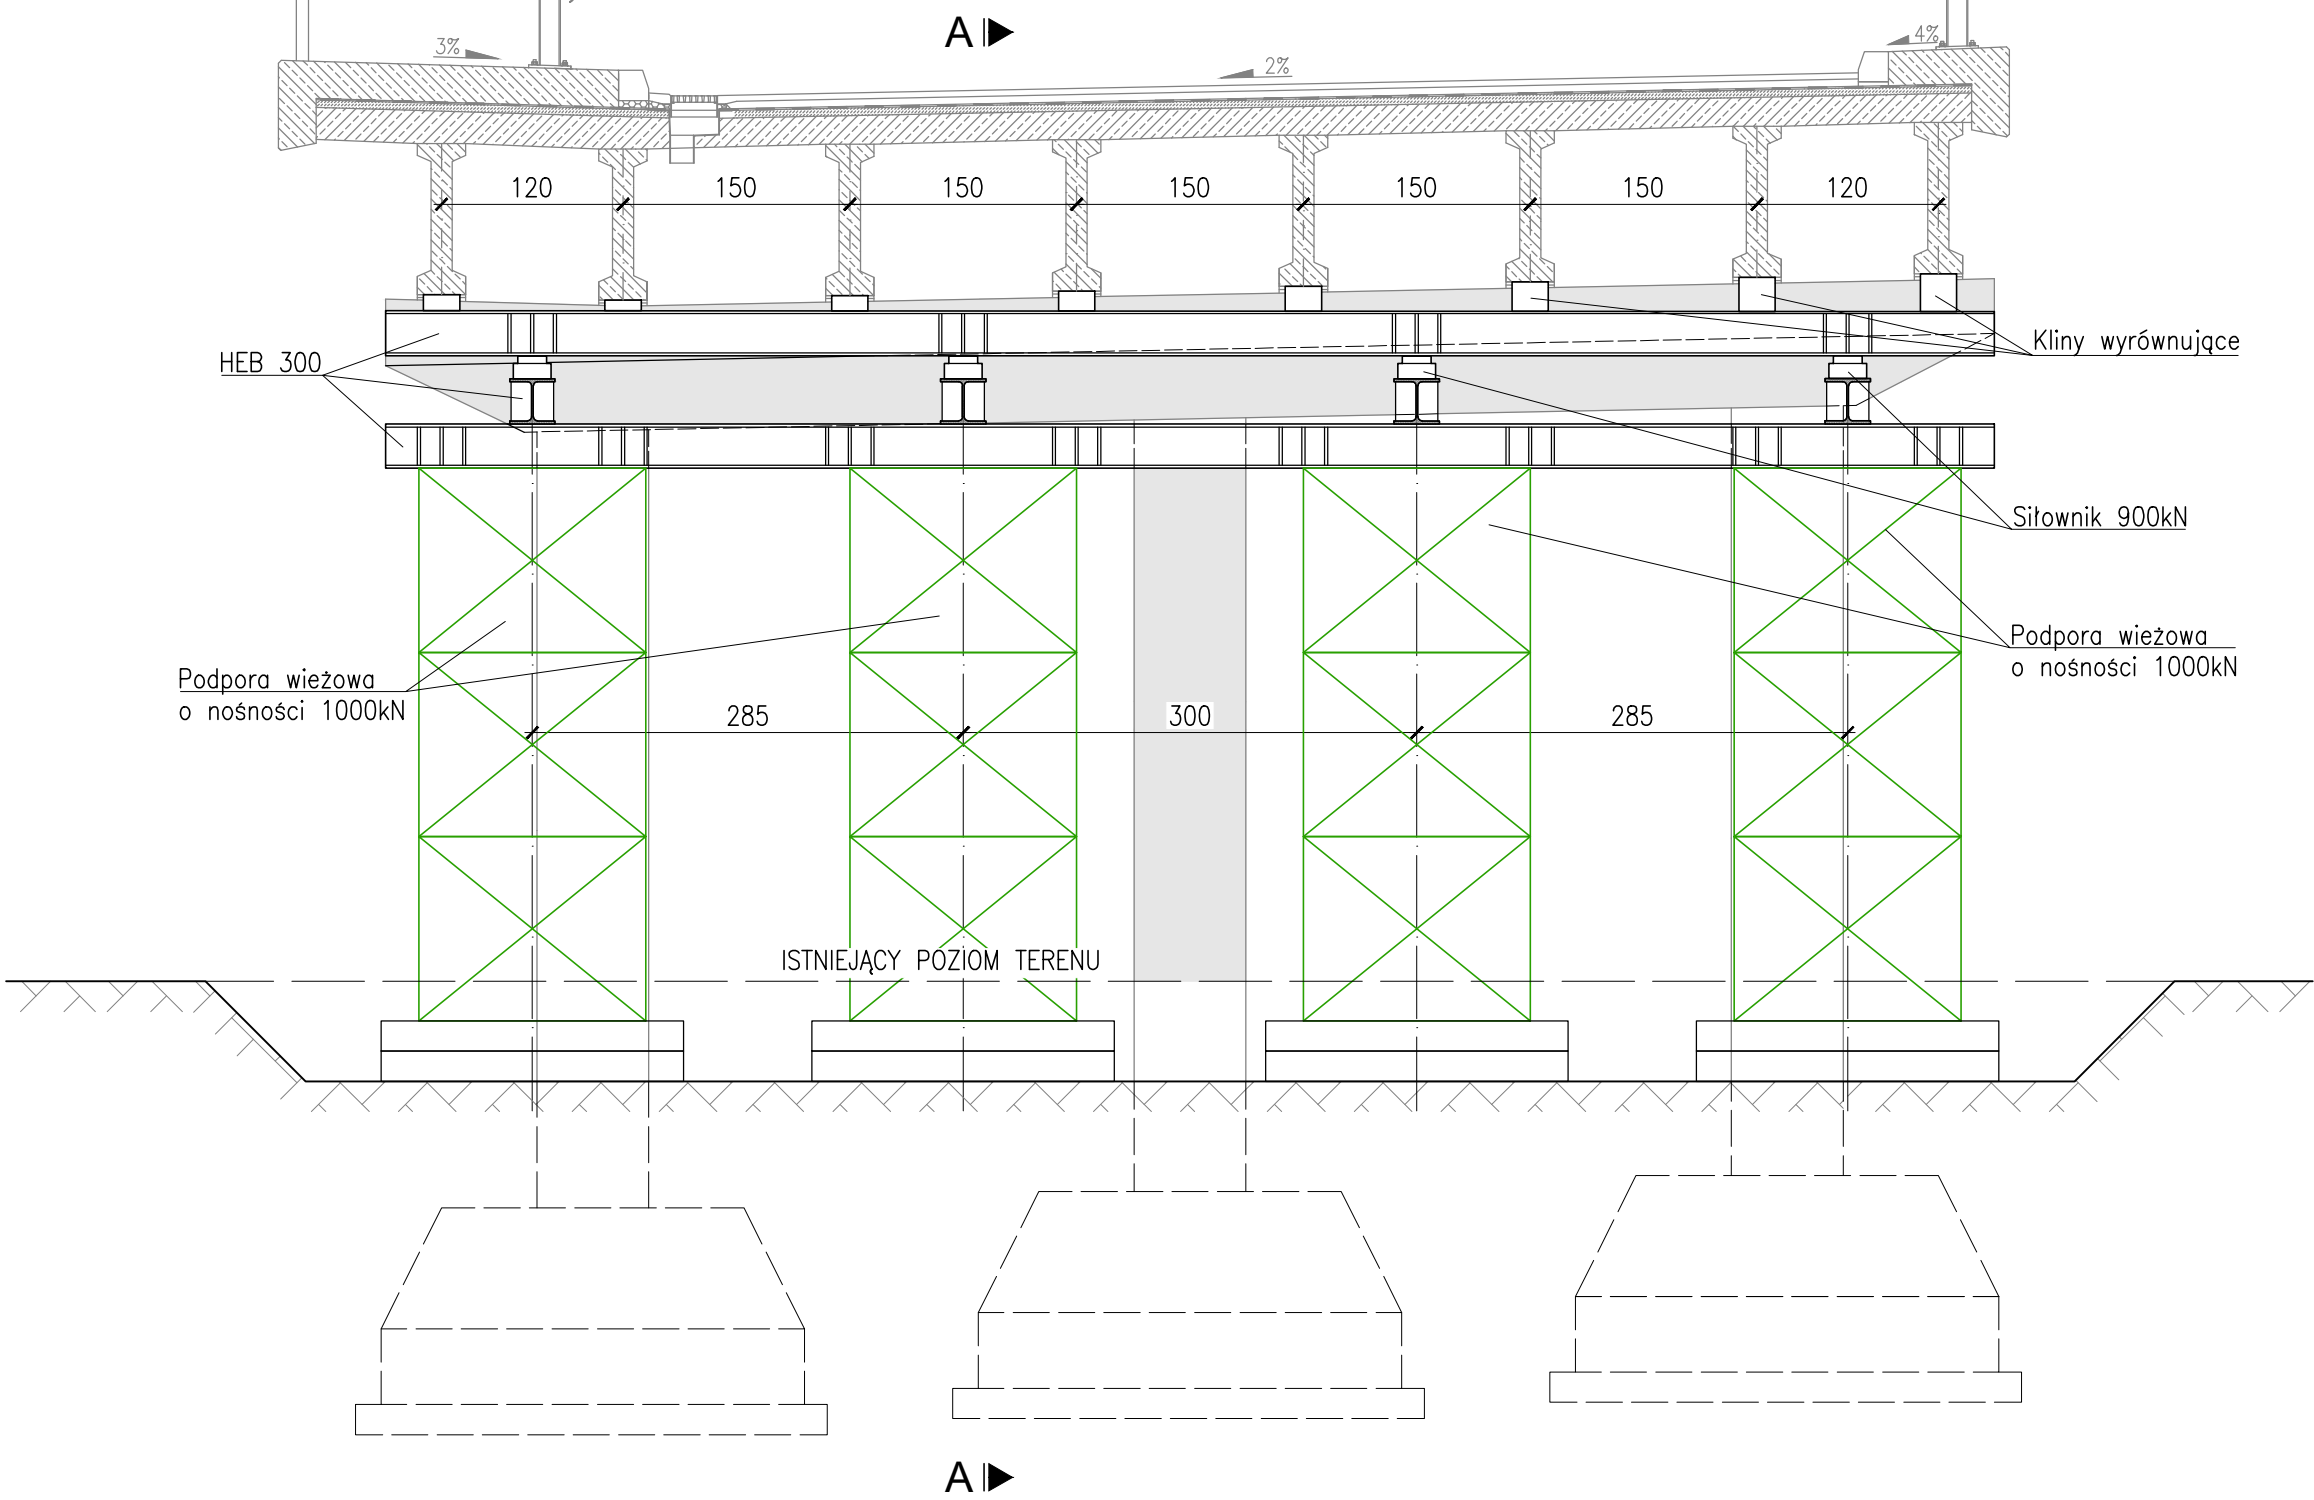 A
3%
2%
4%
120
150
150
150
150
150
120
HEB 300
Kliny wyrównujące
Siłownik 900kN
Podpora wieżowa
o nośności 1000kN
Podpora wieżowa
o nośności 1000kN
285
300
285
ISTNIEJĄCY POZIOM TERENU
A